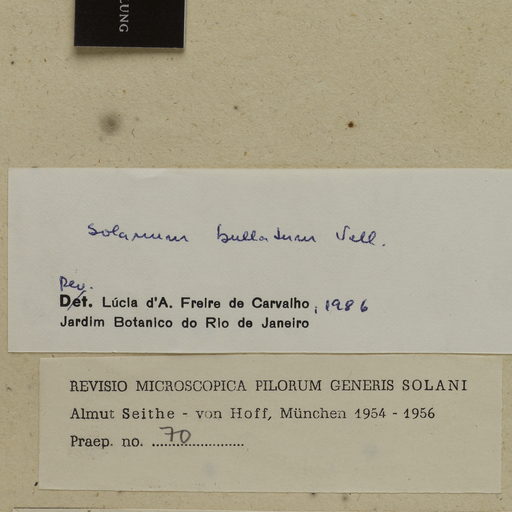 LUNG
Solanum bullatum Vell.
Rev.
Det. Lúcia d'A. Freire de Carvalho, 1986
Jardim Botanico do Rio de Janeiro
REVISIO MICROSCOPICA PILORUM GENERIS SOLANI
Almut Seithe - von Hoff, München 1954 - 1956
Praep. no. 70